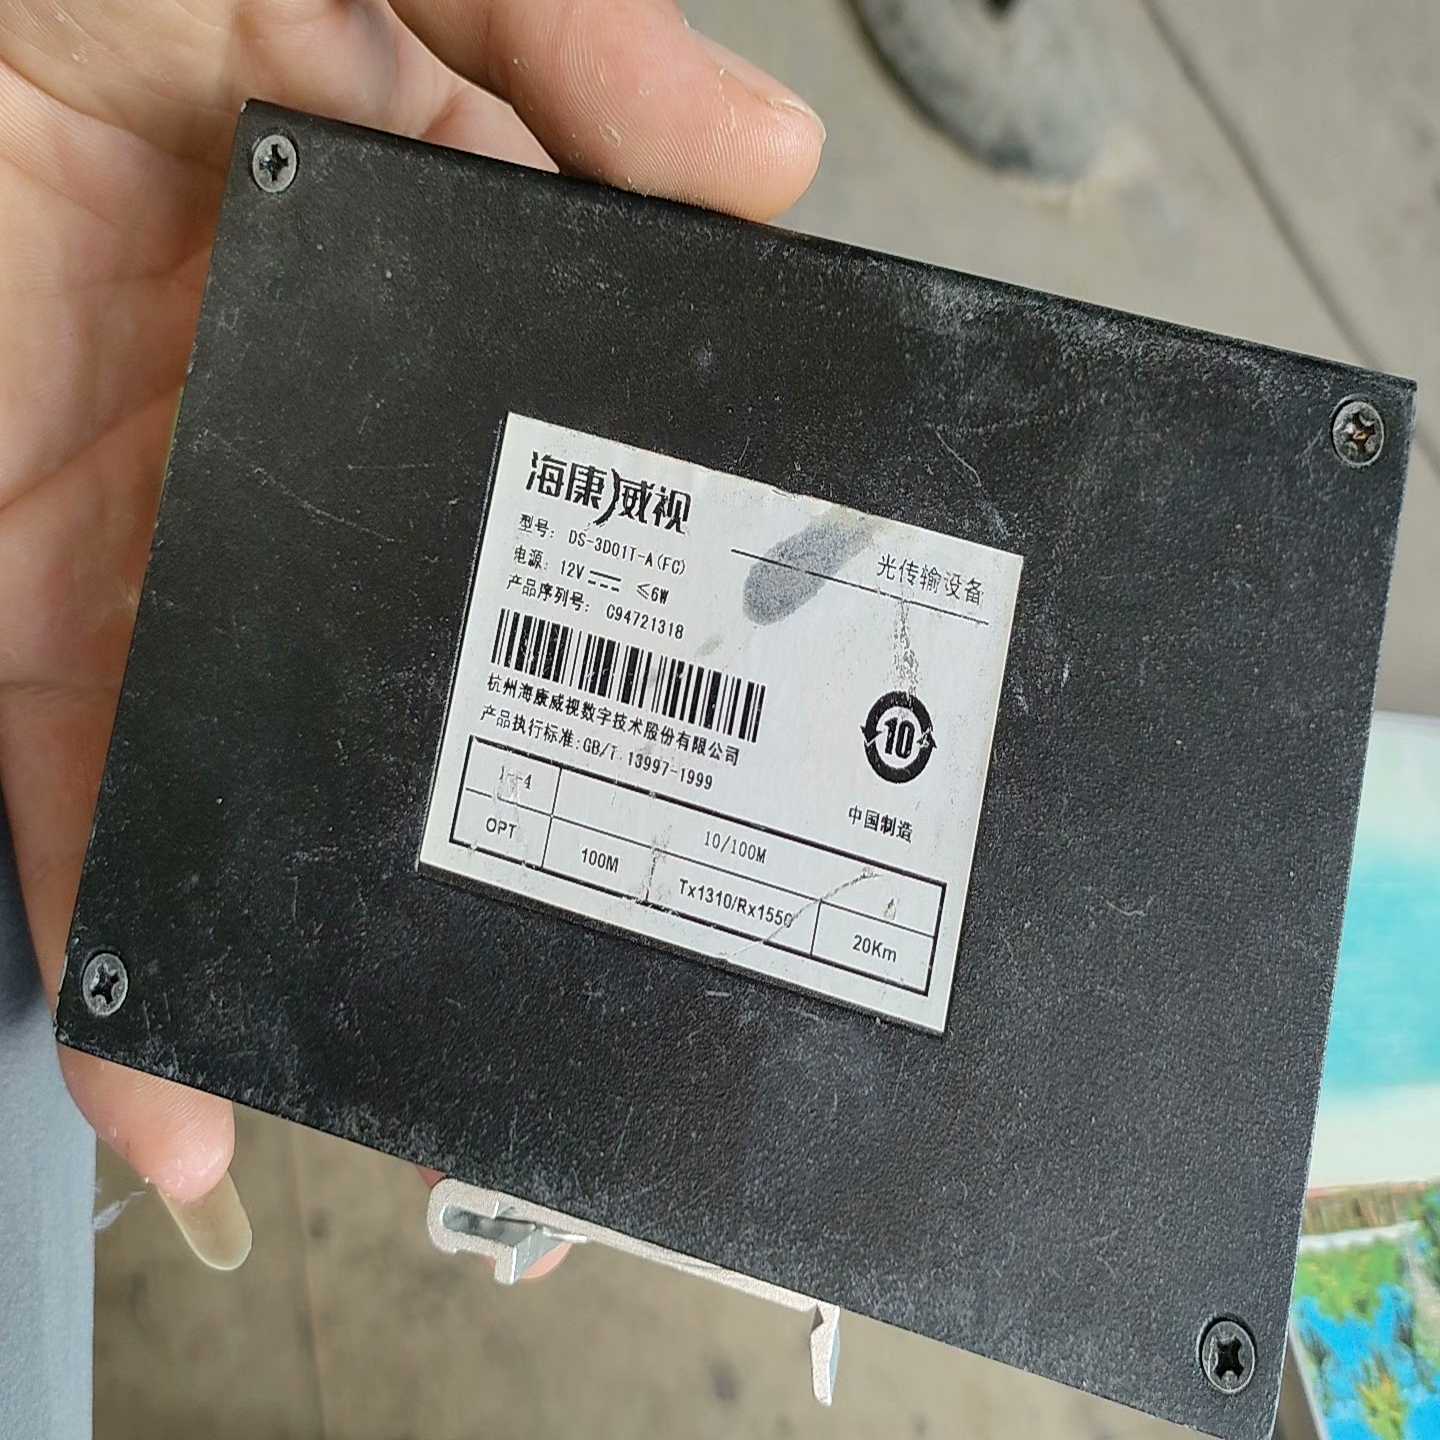 海康威视
型号: DS-3D01T-A(FC)
光传输设备
电源: 12V ≤6W
产品序列号: C94721318
杭州海康威视数字技术股份有限公司
产品执行标准:GB/T 13997-1999
10
中国制造
1--4 10/100M
OPT 100M Tx1310/Rx1550 20Km